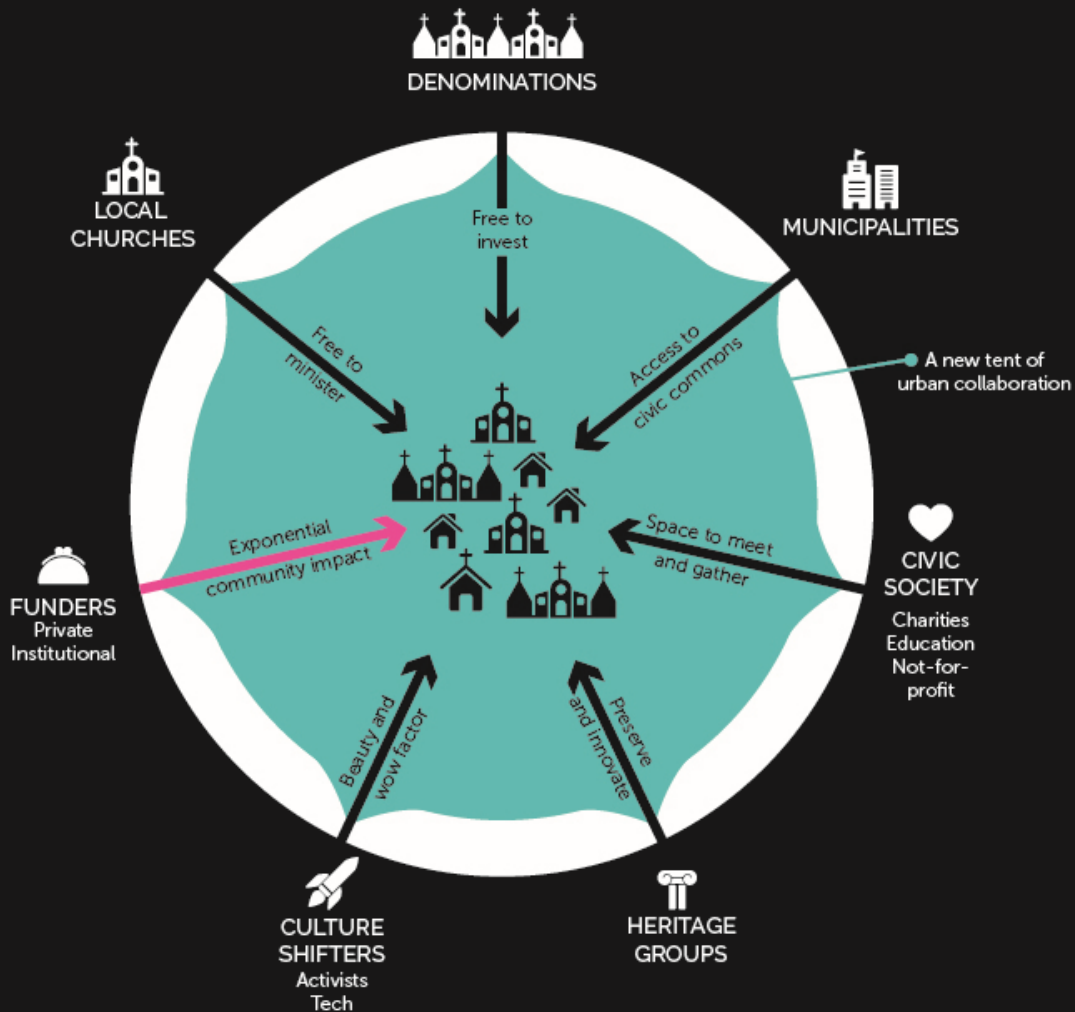 DENOMINATIONS
LOCAL
CHURCHES
MUNICIPALITIES
Free to
invest
Free to
minister
Access to
civic commons
A new tent of
urban collaboration
Exponential
community impact
Space to meet
and gather
FUNDERS
Private
Institutional
CIVIC
SOCIETY
Charities
Education
Not-for-
profit
Beauty and
wow factor
Preserve
and innovate
CULTURE
SHIFTERS
Activists
Tech
HERITAGE
GROUPS